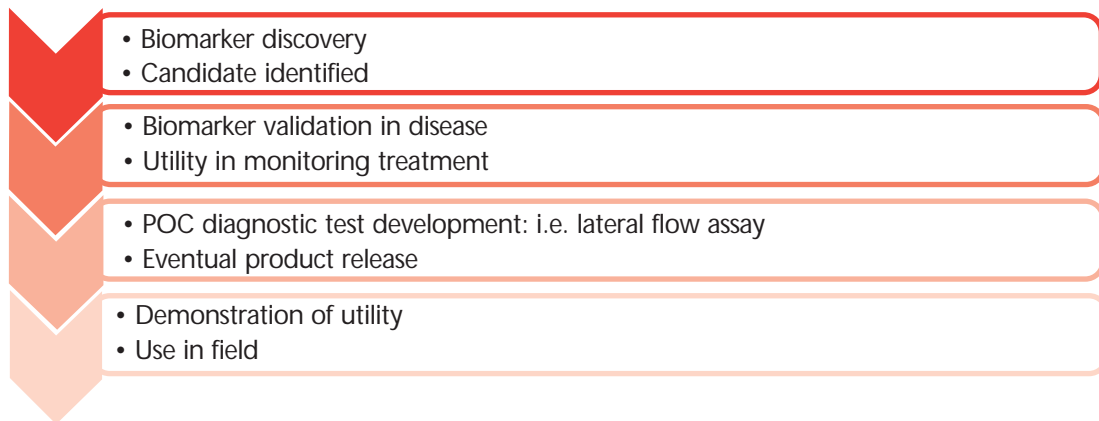 • Biomarker discovery
• Candidate identified
• Biomarker validation in disease
• Utility in monitoring treatment
• POC diagnostic test development: i.e. lateral flow assay
• Eventual product release
• Demonstration of utility
• Use in field